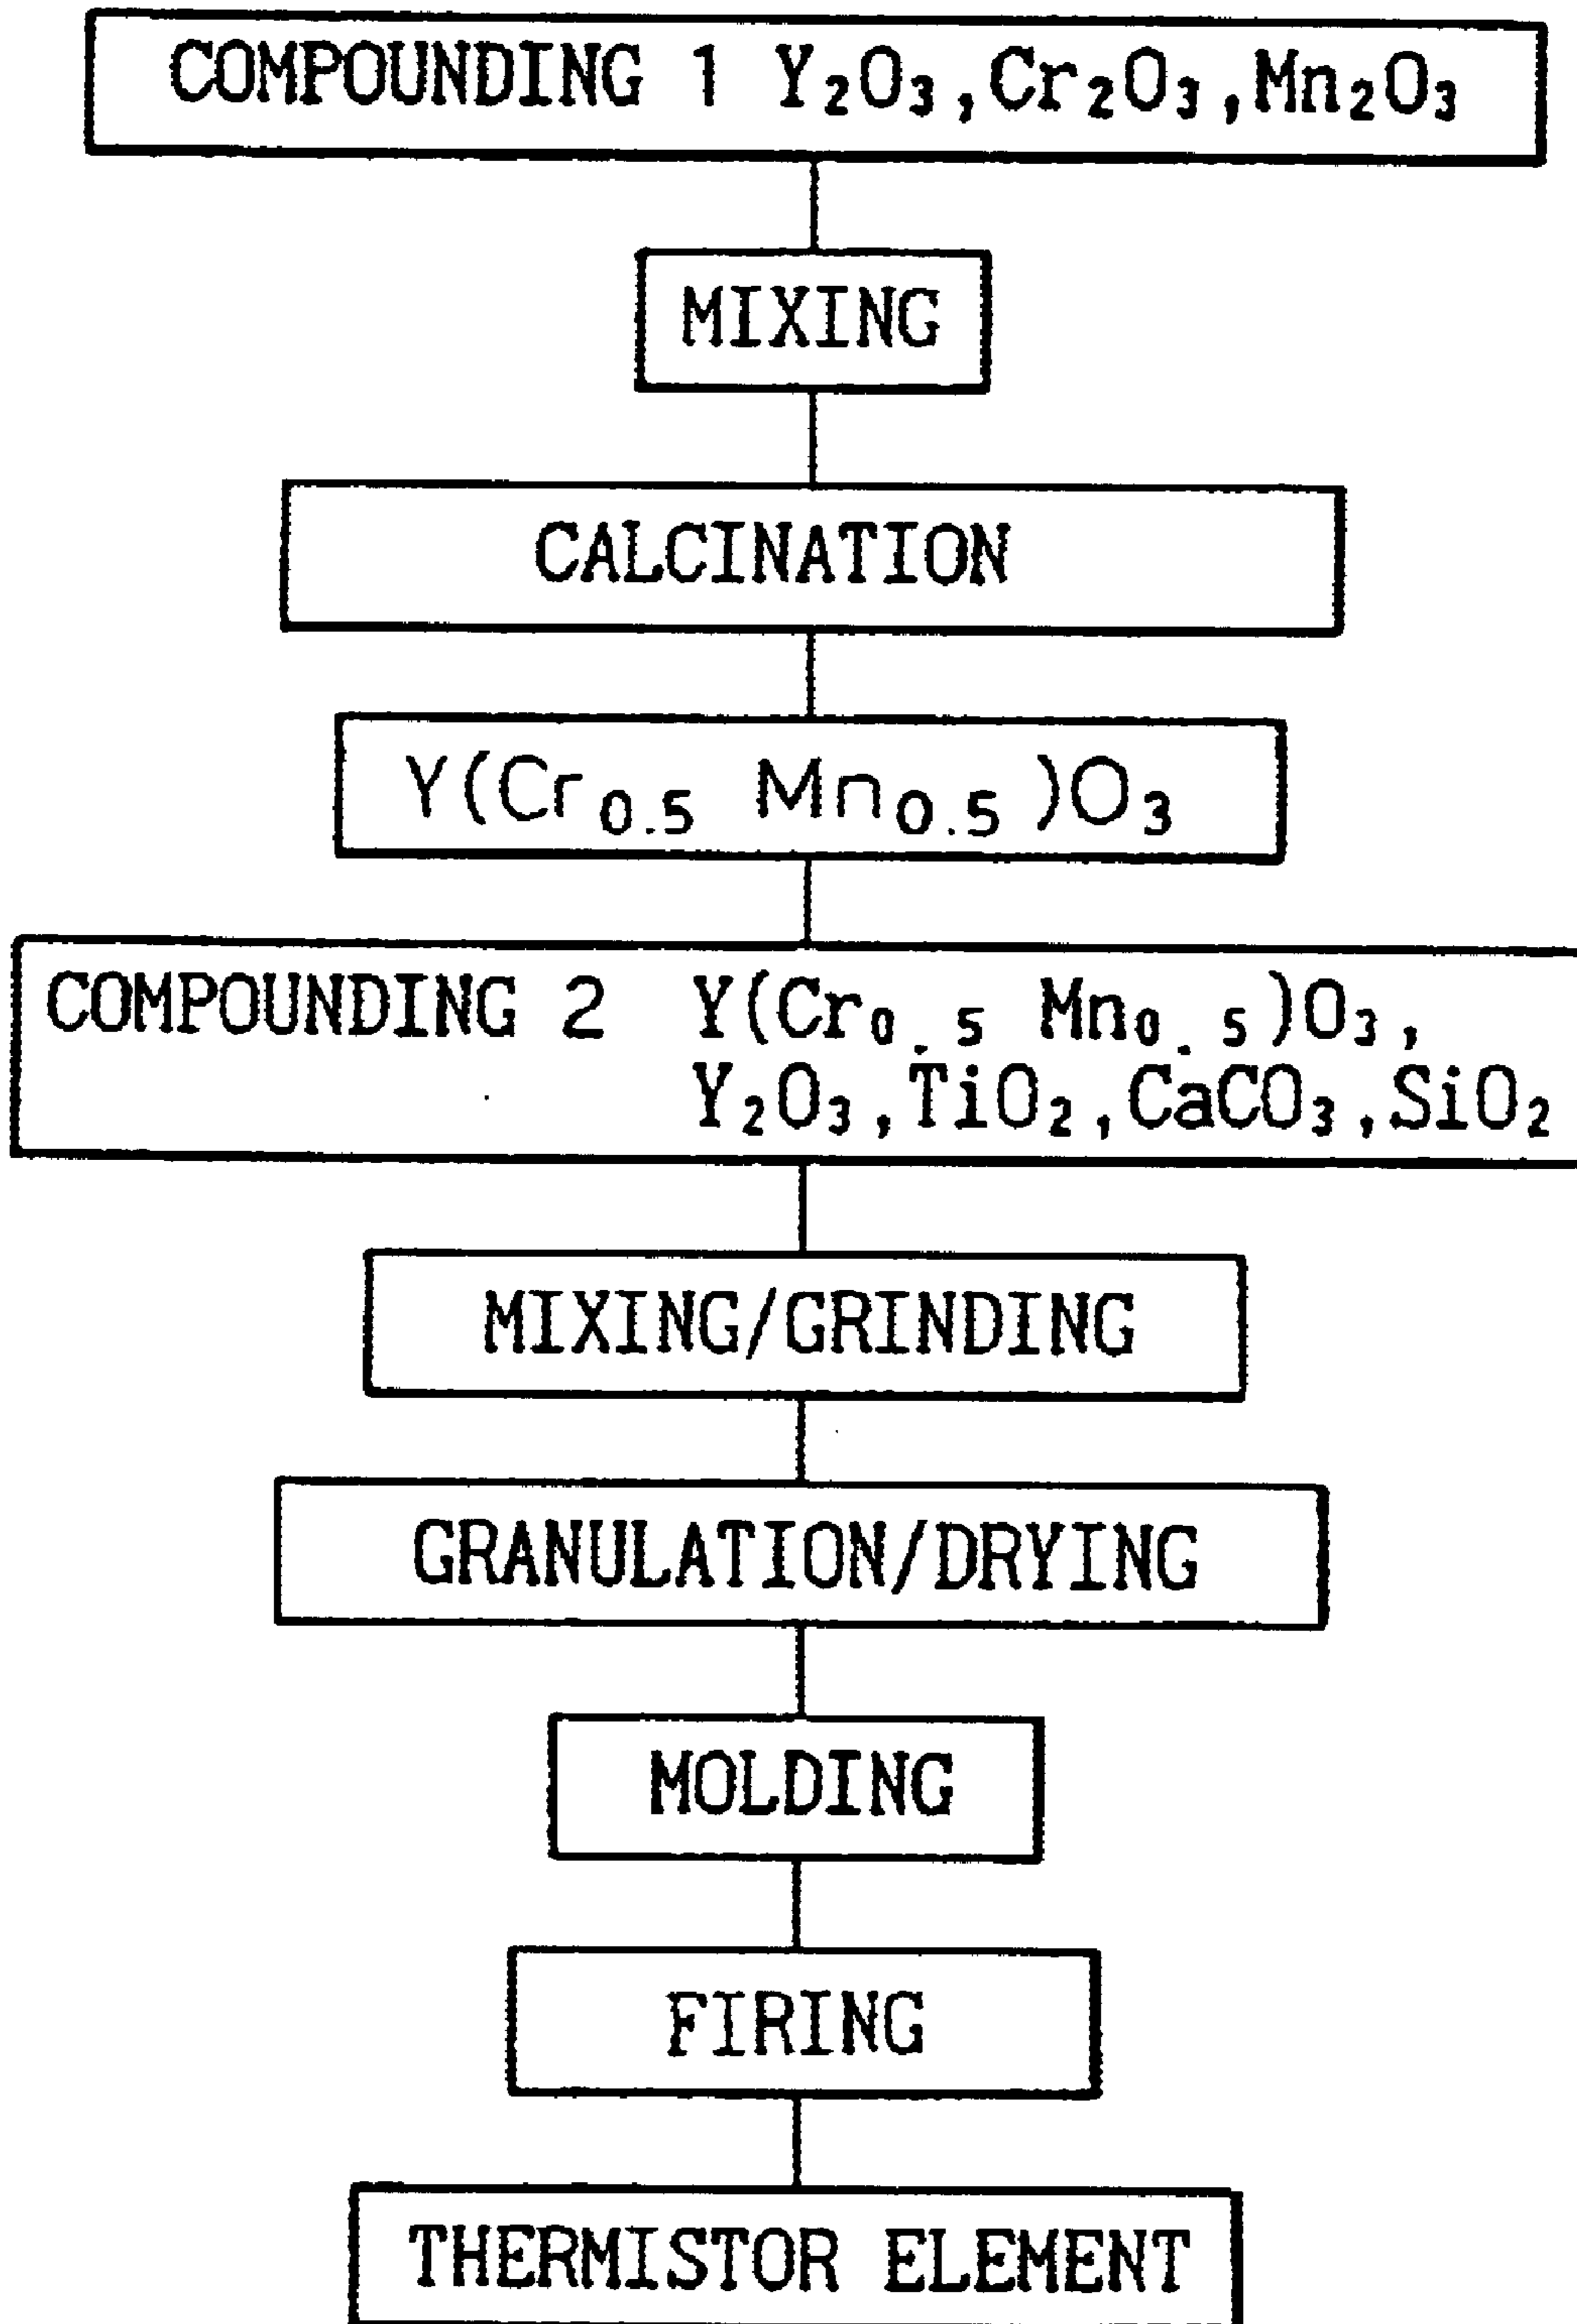 COMPOUNDING 1 Y₂O₃,Cr₂O₃,Mn₂O₃
MIXING
CALCINATION
Y(Cr₀.₅ Mn₀.₅)O₃
COMPOUNDING 2 Y(Cr₀.₅ Mn₀.₅)O₃,
Y₂O₃,TiO₂,CaCO₃,SiO₂
MIXING/GRINDING
GRANULATION/DRYING
MOLDING
FIRING
THERMISTOR ELEMENT